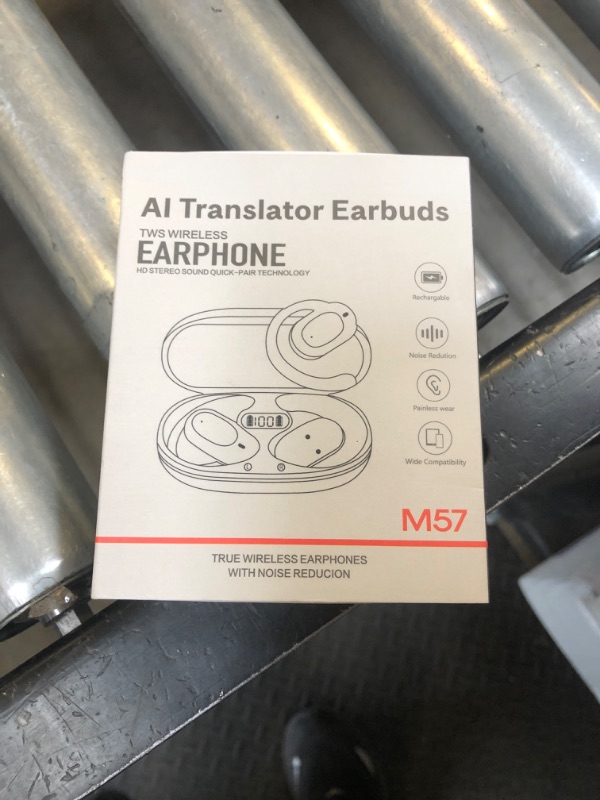 AI Translator Earbuds
TWS WIRELESS
EARPHONE
HD STEREO SOUND QUICK-PAIR TECHNOLOGY
Rechargable
Noise Redution
Painless wear
Wide Compatibility
100
L
R
M57
TRUE WIRELESS EARPHONES
WITH NOISE REDUCION